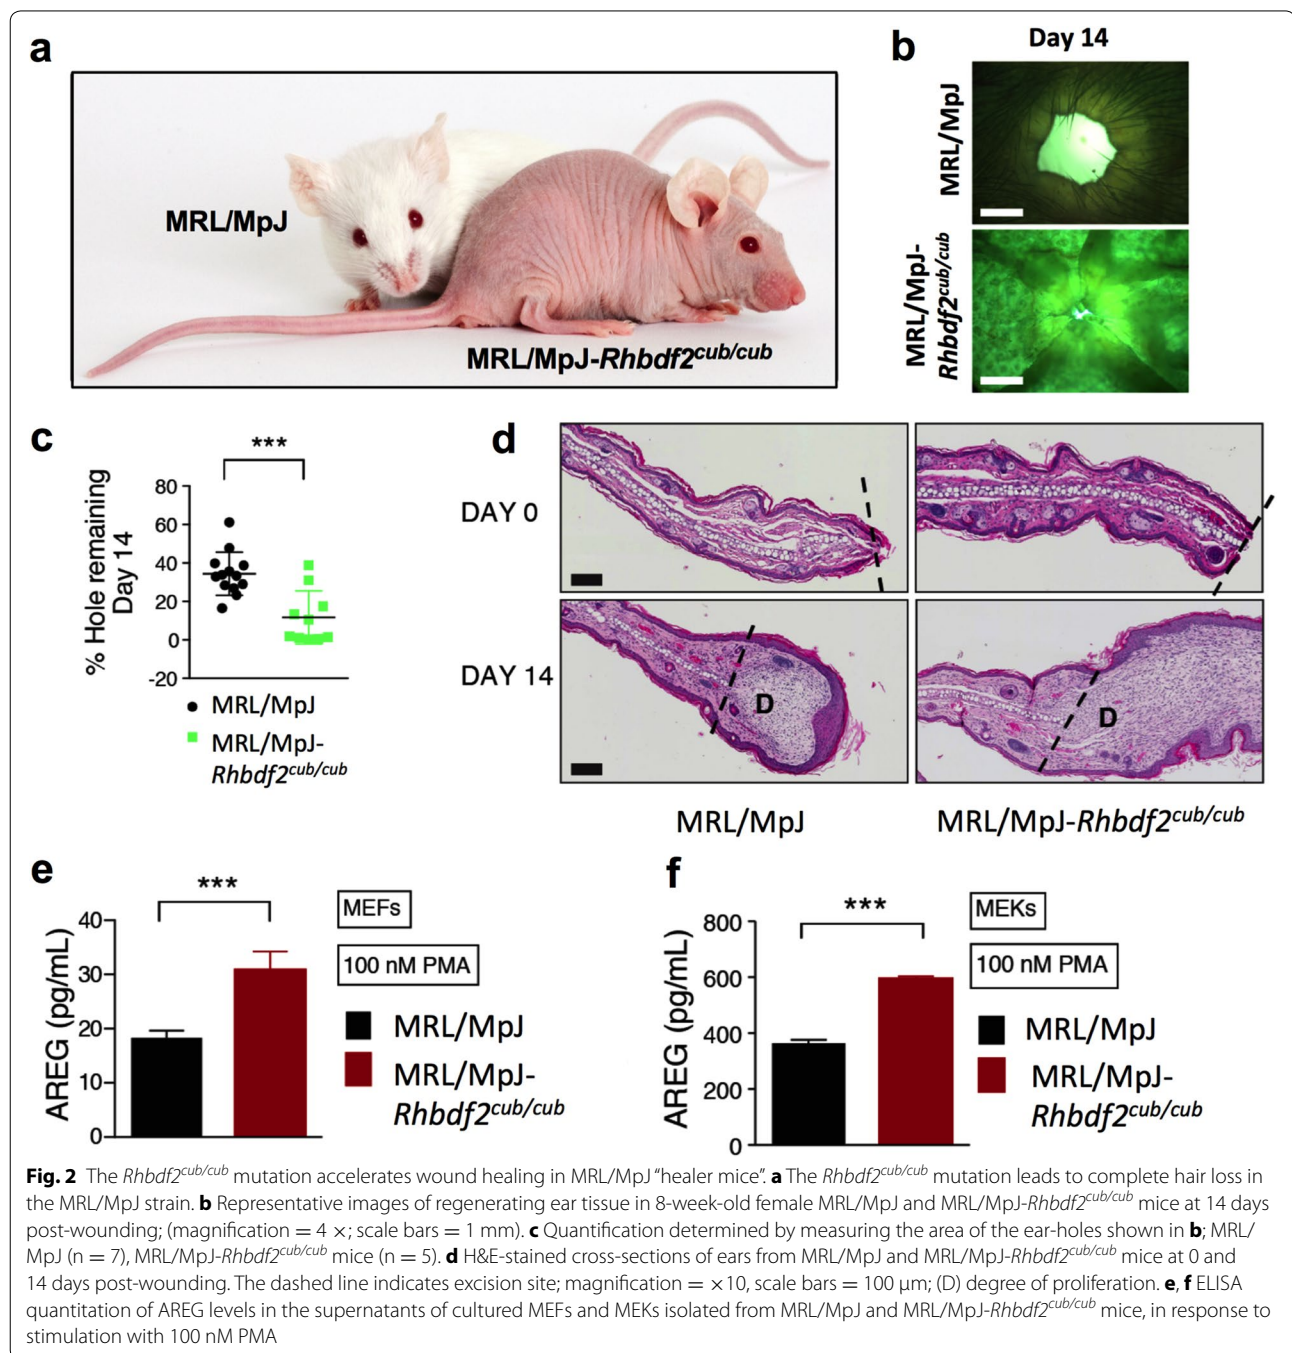 a
MRL/MpJ
MRL/MpJ-Rhbdf2cub/cub
b
Day 14
MRL/MpJ
MRL/MpJ-
Rhbdf2cub/cub
c
***
% Hole remaining
Day 14
80
60
40
20
0
-20
MRL/MpJ
MRL/MpJ-
Rhbdf2cub/cub
d
DAY 0
DAY 14
D
D
MRL/MpJ
MRL/MpJ-Rhbdf2cub/cub
e
***
AREG (pg/mL)
40
30
20
10
0
MEFs
100 nM PMA
MRL/MpJ
MRL/MpJ-
Rhbdf2cub/cub
f
***
AREG (pg/mL)
800
600
400
200
0
MEKs
100 nM PMA
MRL/MpJ
MRL/MpJ-
Rhbdf2cub/cub
Fig. 2 The Rhbdf2cub/cub mutation accelerates wound healing in MRL/MpJ “healer mice”. a The Rhbdf2cub/cub mutation leads to complete hair loss in
the MRL/MpJ strain. b Representative images of regenerating ear tissue in 8-week-old female MRL/MpJ and MRL/MpJ-Rhbdf2cub/cub mice at 14 days
post-wounding; (magnification = 4 ×; scale bars = 1 mm). c Quantification determined by measuring the area of the ear-holes shown in b; MRL/
MpJ (n = 7), MRL/MpJ-Rhbdf2cub/cub mice (n = 5). d H&E-stained cross-sections of ears from MRL/MpJ and MRL/MpJ-Rhbdf2cub/cub mice at 0 and
14 days post-wounding. The dashed line indicates excision site; magnification = ×10, scale bars = 100 μm; (D) degree of proliferation. e, f ELISA
quantitation of AREG levels in the supernatants of cultured MEFs and MEKs isolated from MRL/MpJ and MRL/MpJ-Rhbdf2cub/cub mice, in response to
stimulation with 100 nM PMA